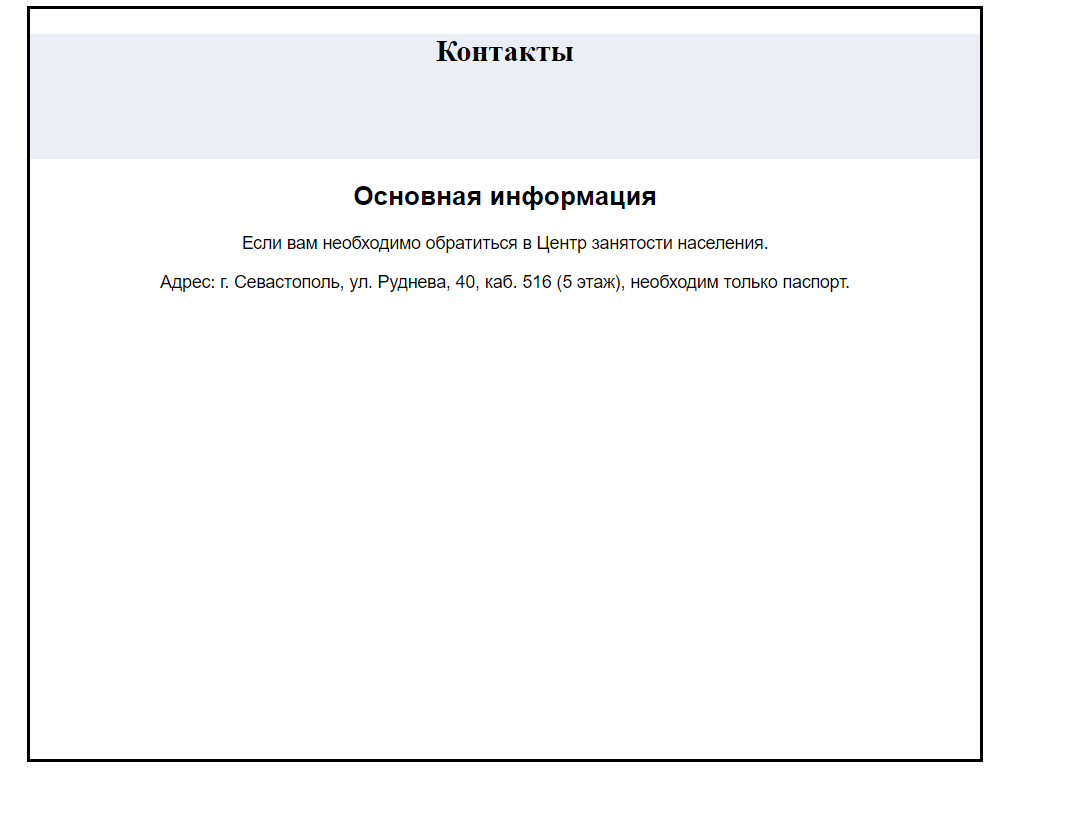 Контакты
Основная информация
Если вам необходимо обратиться в Центр занятости населения.
Адрес: г. Севастополь, ул. Руднева, 40, каб. 516 (5 этаж), необходим только паспорт.